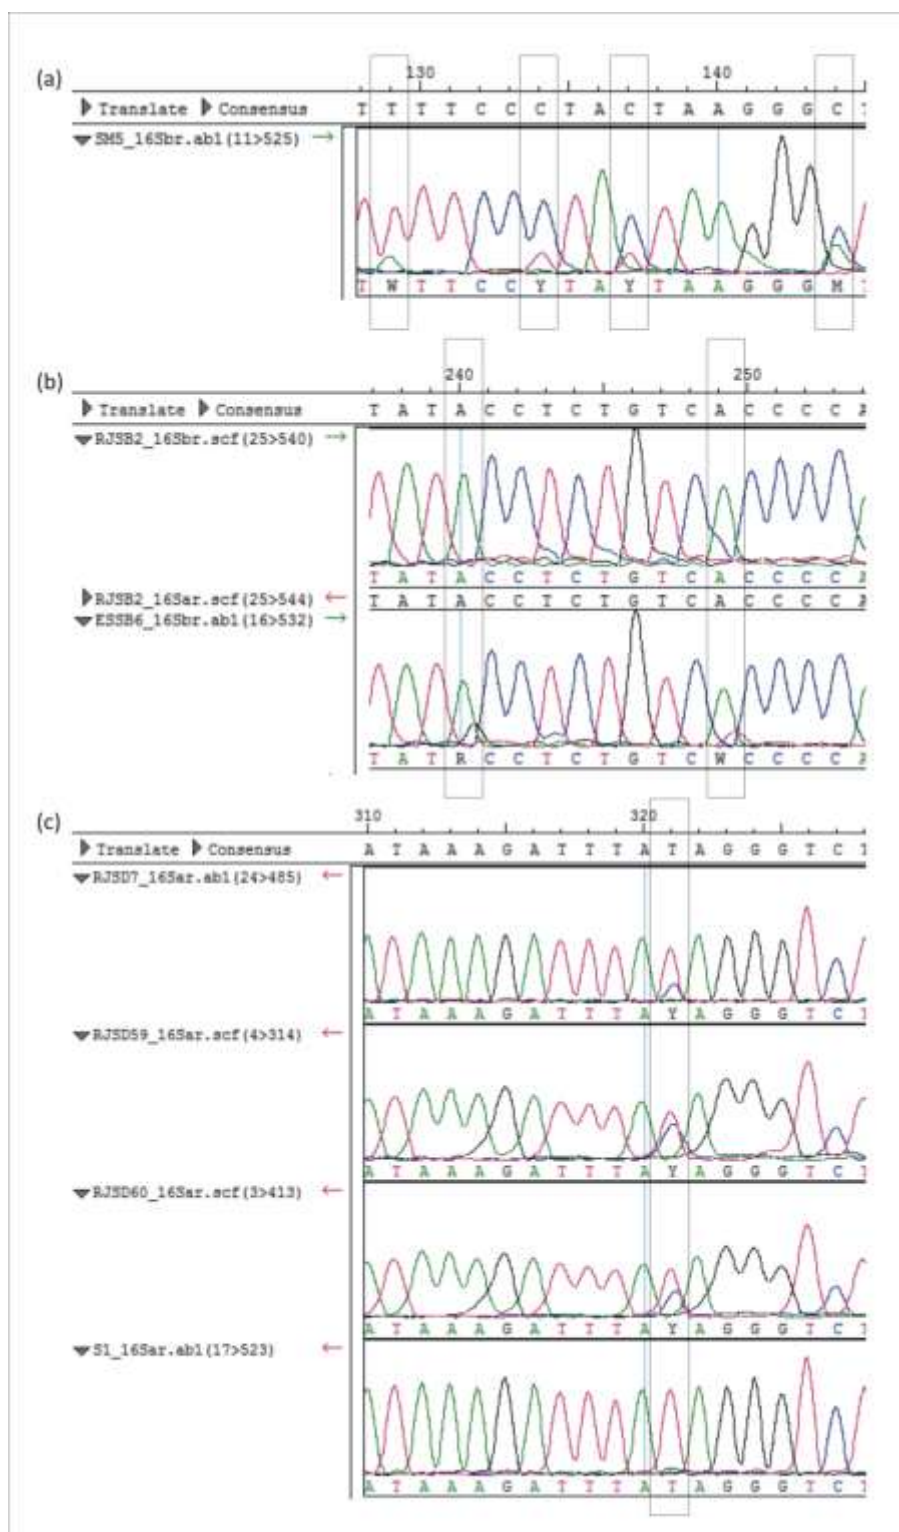 (a)
130 140
Translate Consensus T T T T C C C T A C T A A G G G C T
SM5_16Sbr.ab1(11>525) →
T W T T C C Y T A Y T A A G G G M T
(b)
240 250
Translate Consensus T A T A C C T C T G T C A C C C C A
RJSB2_16Sbr.scf(25>540) →
T A T A C C T C T G T C A C C C C A
RJSB2_16Sar.scf(25>544) ← T A T A C C T C T G T C A C C C C A
ESSB6_16Sbr.ab1(16>532) →
T A T R C C T C T G T C W C C C C A
(c)
310 320
Translate Consensus A T A A A G A T T T A T A G G G T C T
RJSD7_16Sar.ab1(24>485) ←
A T A A A G A T T T A Y A G G G T C T
RJSD59_16Sar.scf(4>314) ←
A T A A A G A T T T A Y A G G G T C T
RJSD60_16Sar.scf(3>413) ←
A T A A A G A T T T A Y A G G G T C T
S1_16Sar.ab1(17>523) ←
A T A A A G A T T T A T A G G G T C T